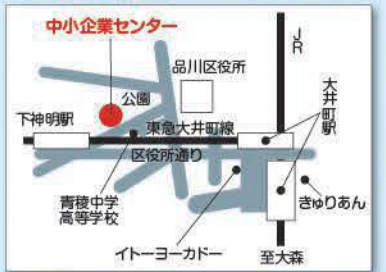 中小企業センター
JR
品川区役所
公園
大井町駅
下神明駅
東急大井町線
区役所通り
青稜中学
高等学校
きゅりあん
イトーヨーカドー
至大森